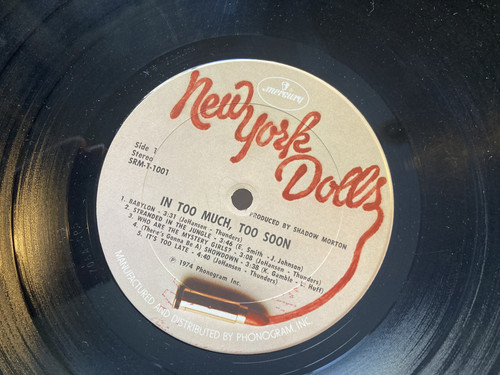 mercury
New York Dolls
Side 1
Stereo
SRM-1-1001
IN TOO MUCH, TOO SOON
PRODUCED BY SHADOW MORTON
1. BABYLON - 3:31 (JoHansen - Thunders)
2. STRANDED IN THE JUNGLE - 3:46 (E. Smith - J. Johnson)
3. WHO ARE THE MYSTERY GIRLS? - 3:08 (JoHansen - Thunders)
4. (There's Gonna Be A) SHOWDOWN - 3:38 (K. Gamble - L. Huff)
5. IT'S TOO LATE - 4:40 (JoHansen - Thunders)
℗ 1974 Phonogram Inc.
MANUFACTURED AND DISTRIBUTED BY PHONOGRAM, INC.